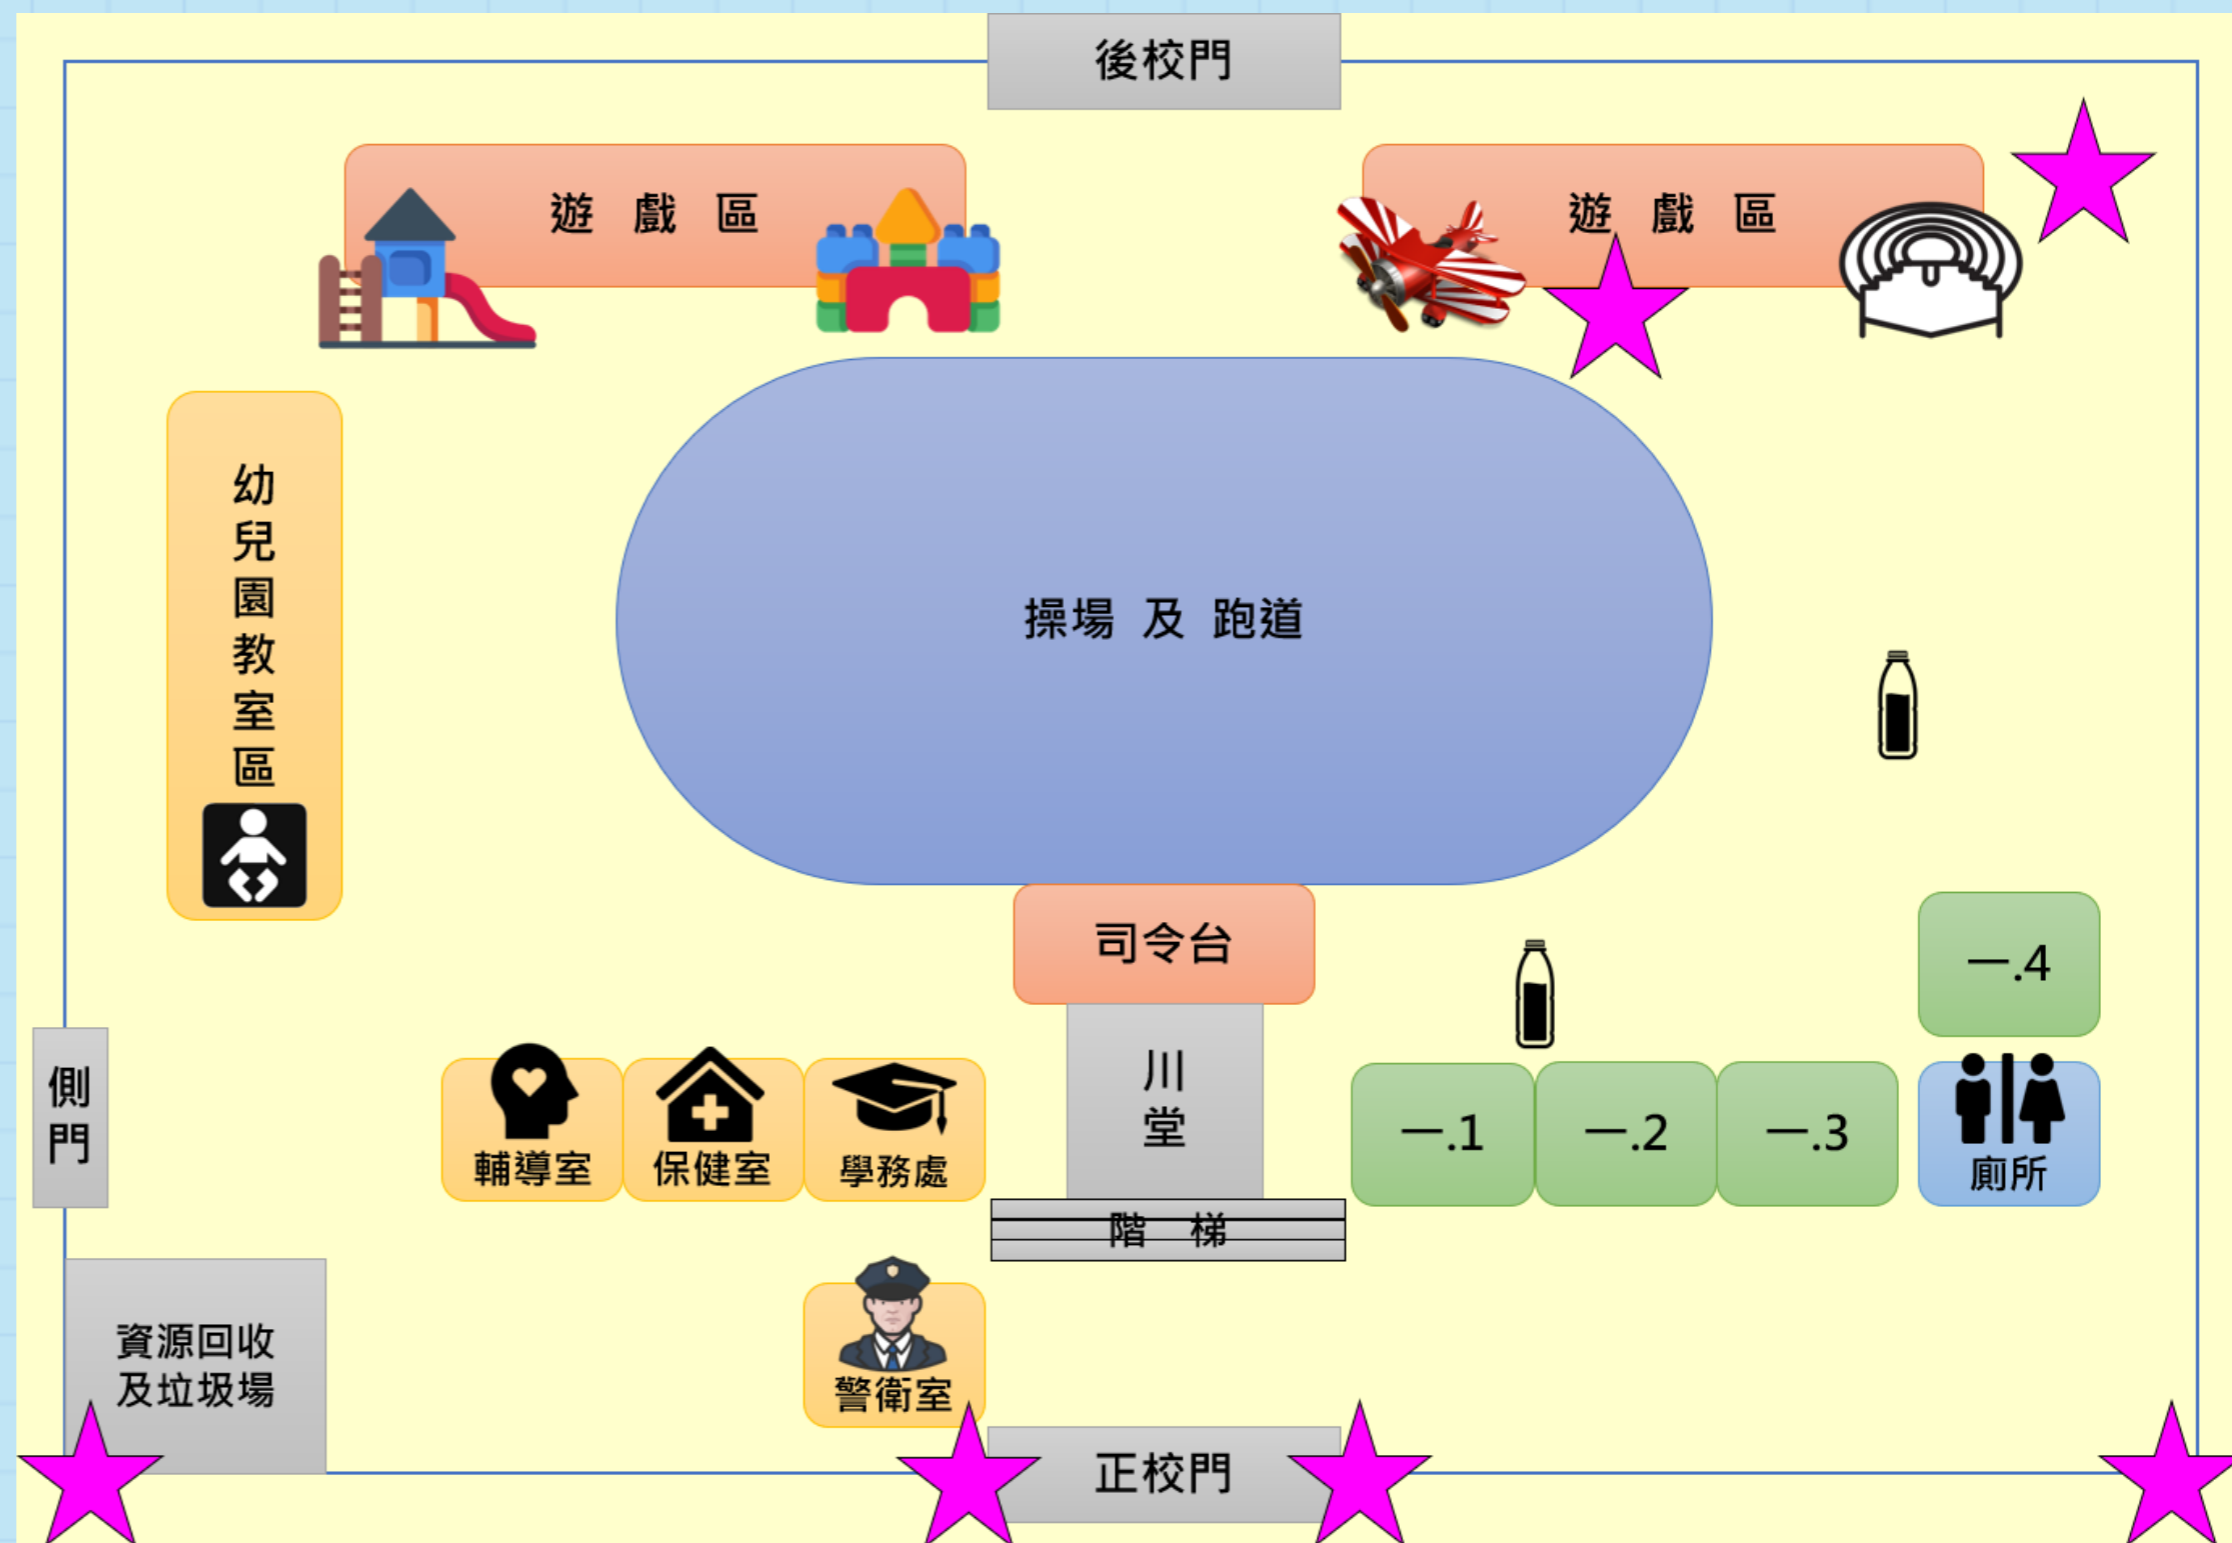 後校門
遊 戲 區
遊 戲 區
幼兒園教室區
操場 及 跑道
司令台
一.4
側門
川堂
輔導室
保健室
學務處
一.1
一.2
一.3
廁所
階 梯
資源回收
及垃圾場
警衛室
正校門